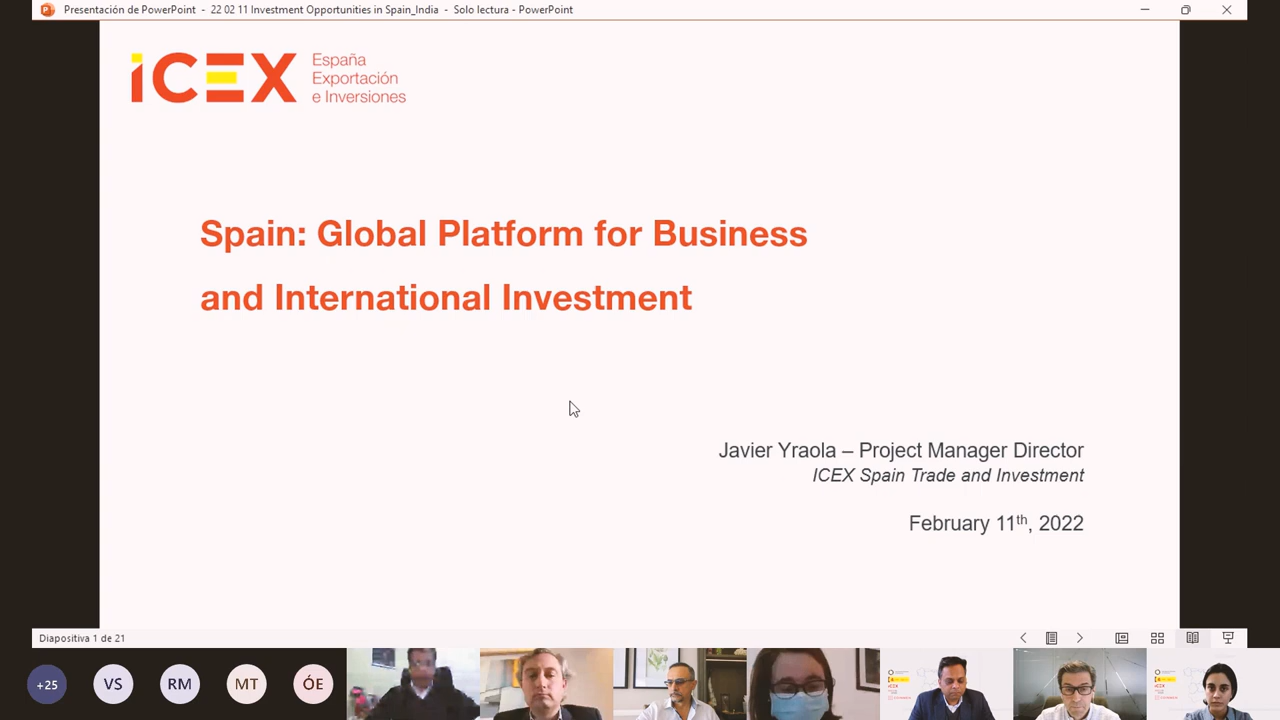 Presentación de PowerPoint - 22 02 11 Investment Opportunities in Spain_India - Solo lectura - PowerPoint
iCEX
España
Exportación
e Inversiones
Spain: Global Platform for Business
and International Investment
Javier Yraola – Project Manager Director
ICEX Spain Trade and Investment
February 11th, 2022
Diapositiva 1 de 21
+25
VS
RM
MT
ÓE